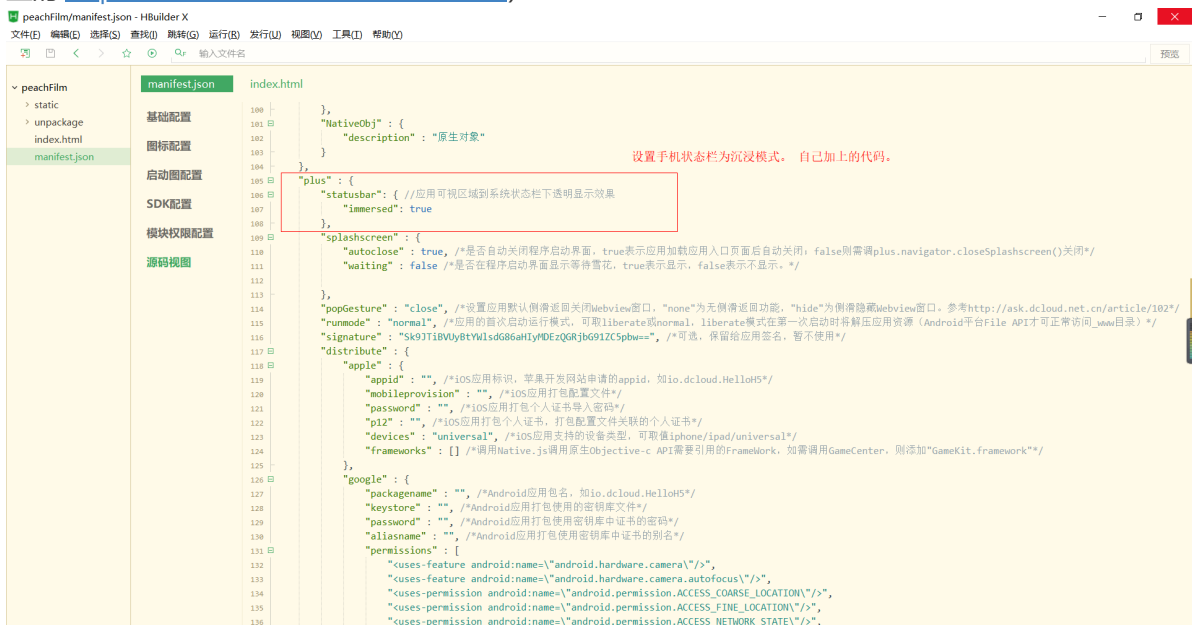 peachFilm/manifest.json - HBuilder X
文件(F) 编辑(E) 选择(S) 查找(I) 跳转(G) 运行(R) 发行(U) 视图(V) 工具(T) 帮助(Y)
输入文件名
预览
peachFilm
static
unpackage
index.html
manifest.json
manifest.json
index.html
基础配置
图标配置
启动图配置
SDK配置
模块权限配置
源码视图
设置手机状态栏为沉浸模式。 自己加上的代码。
100 },
101 "NativeObj" : {
102 "description" : "原生对象"
103 }
104 },
105 "plus" : {
106 "statusbar": { //应用可视区域到系统状态栏下透明显示效果
107 "immersed": true
108 },
109 "splashscreen" : {
110 "autoclose" : true, /*是否自动关闭程序启动界面，true表示应用加载应用入口页面后自动关闭；false则需调plus.navigator.closeSplashscreen()关闭*/
111 "waiting" : false /*是否在程序启动界面显示等待雪花，true表示显示，false表示不显示。*/
112
113 },
114 "popGesture" : "close", /*设置应用默认侧滑返回关闭Webview窗口，"none"为无侧滑返回功能，"hide"为侧滑隐藏Webview窗口。参考http://ask.dcloud.net.cn/article/102*/
115 "runmode" : "normal", /*应用的首次启动运行模式，可取liberate或normal，liberate模式在第一次启动时将解压应用资源（Android平台File API才可正常访问_www目录）*/
116 "signature" : "Sk9JTiBVUyBtYWlsdG86aHIyMDEzQGRjbG91ZC5pbw==", /*可选，保留给应用签名，暂不使用*/
117 "distribute" : {
118 "apple" : {
119 "appid" : "", /*iOS应用标识，苹果开发网站申请的appid，如io.dcloud.HelloH5*/
120 "mobileprovision" : "", /*iOS应用打包配置文件*/
121 "password" : "", /*iOS应用打包个人证书导入密码*/
122 "p12" : "", /*iOS应用打包个人证书，打包配置文件关联的个人证书*/
123 "devices" : "universal", /*iOS应用支持的设备类型，可取值iphone/ipad/universal*/
124 "frameworks" : [] /*调用Native.js调用原生Objective-c API需要引用的FrameWork，如需调用GameCenter，则添加"GameKit.framework"*/
125 },
126 "google" : {
127 "packagename" : "", /*Android应用包名，如io.dcloud.HelloH5*/
128 "keystore" : "", /*Android应用打包使用的密钥库文件*/
129 "password" : "", /*Android应用打包使用密钥库中证书的密码*/
130 "aliasname" : "", /*Android应用打包使用密钥库中证书的别名*/
131 "permissions" : [
132 "<uses-feature android:name=\"android.hardware.camera\"/>",
133 "<uses-feature android:name=\"android.hardware.camera.autofocus\"/>",
134 "<uses-permission android:name=\"android.permission.ACCESS_COARSE_LOCATION\"/>",
135 "<uses-permission android:name=\"android.permission.ACCESS_FINE_LOCATION\"/>",
136 "<uses-permission android:name=\"android.permission.ACCESS_NETWORK_STATE\"/>",